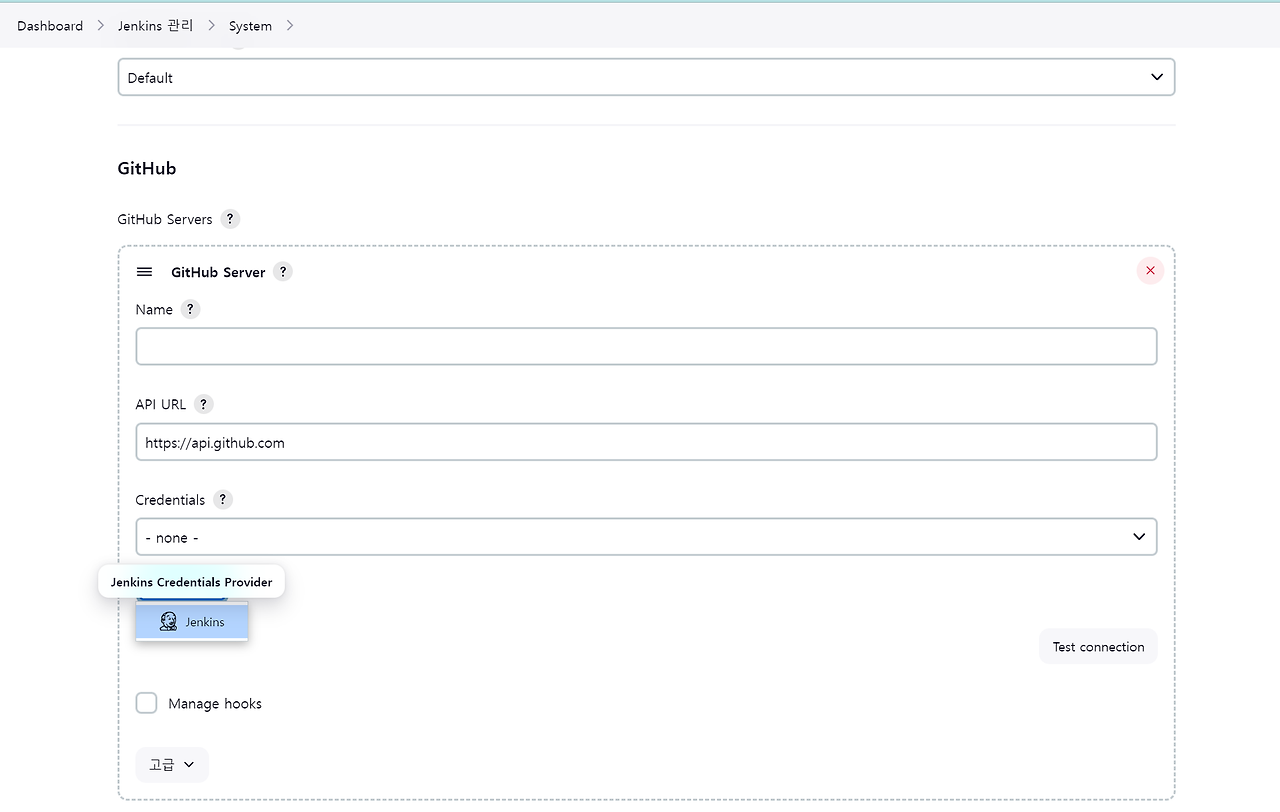 Dashboard > Jenkins 관리 > System >
Default
GitHub
GitHub Servers ?
GitHub Server ?
Name ?
API URL ?
https://api.github.com
Credentials ?
- none -
Jenkins Credentials Provider
Jenkins
Test connection
Manage hooks
고급